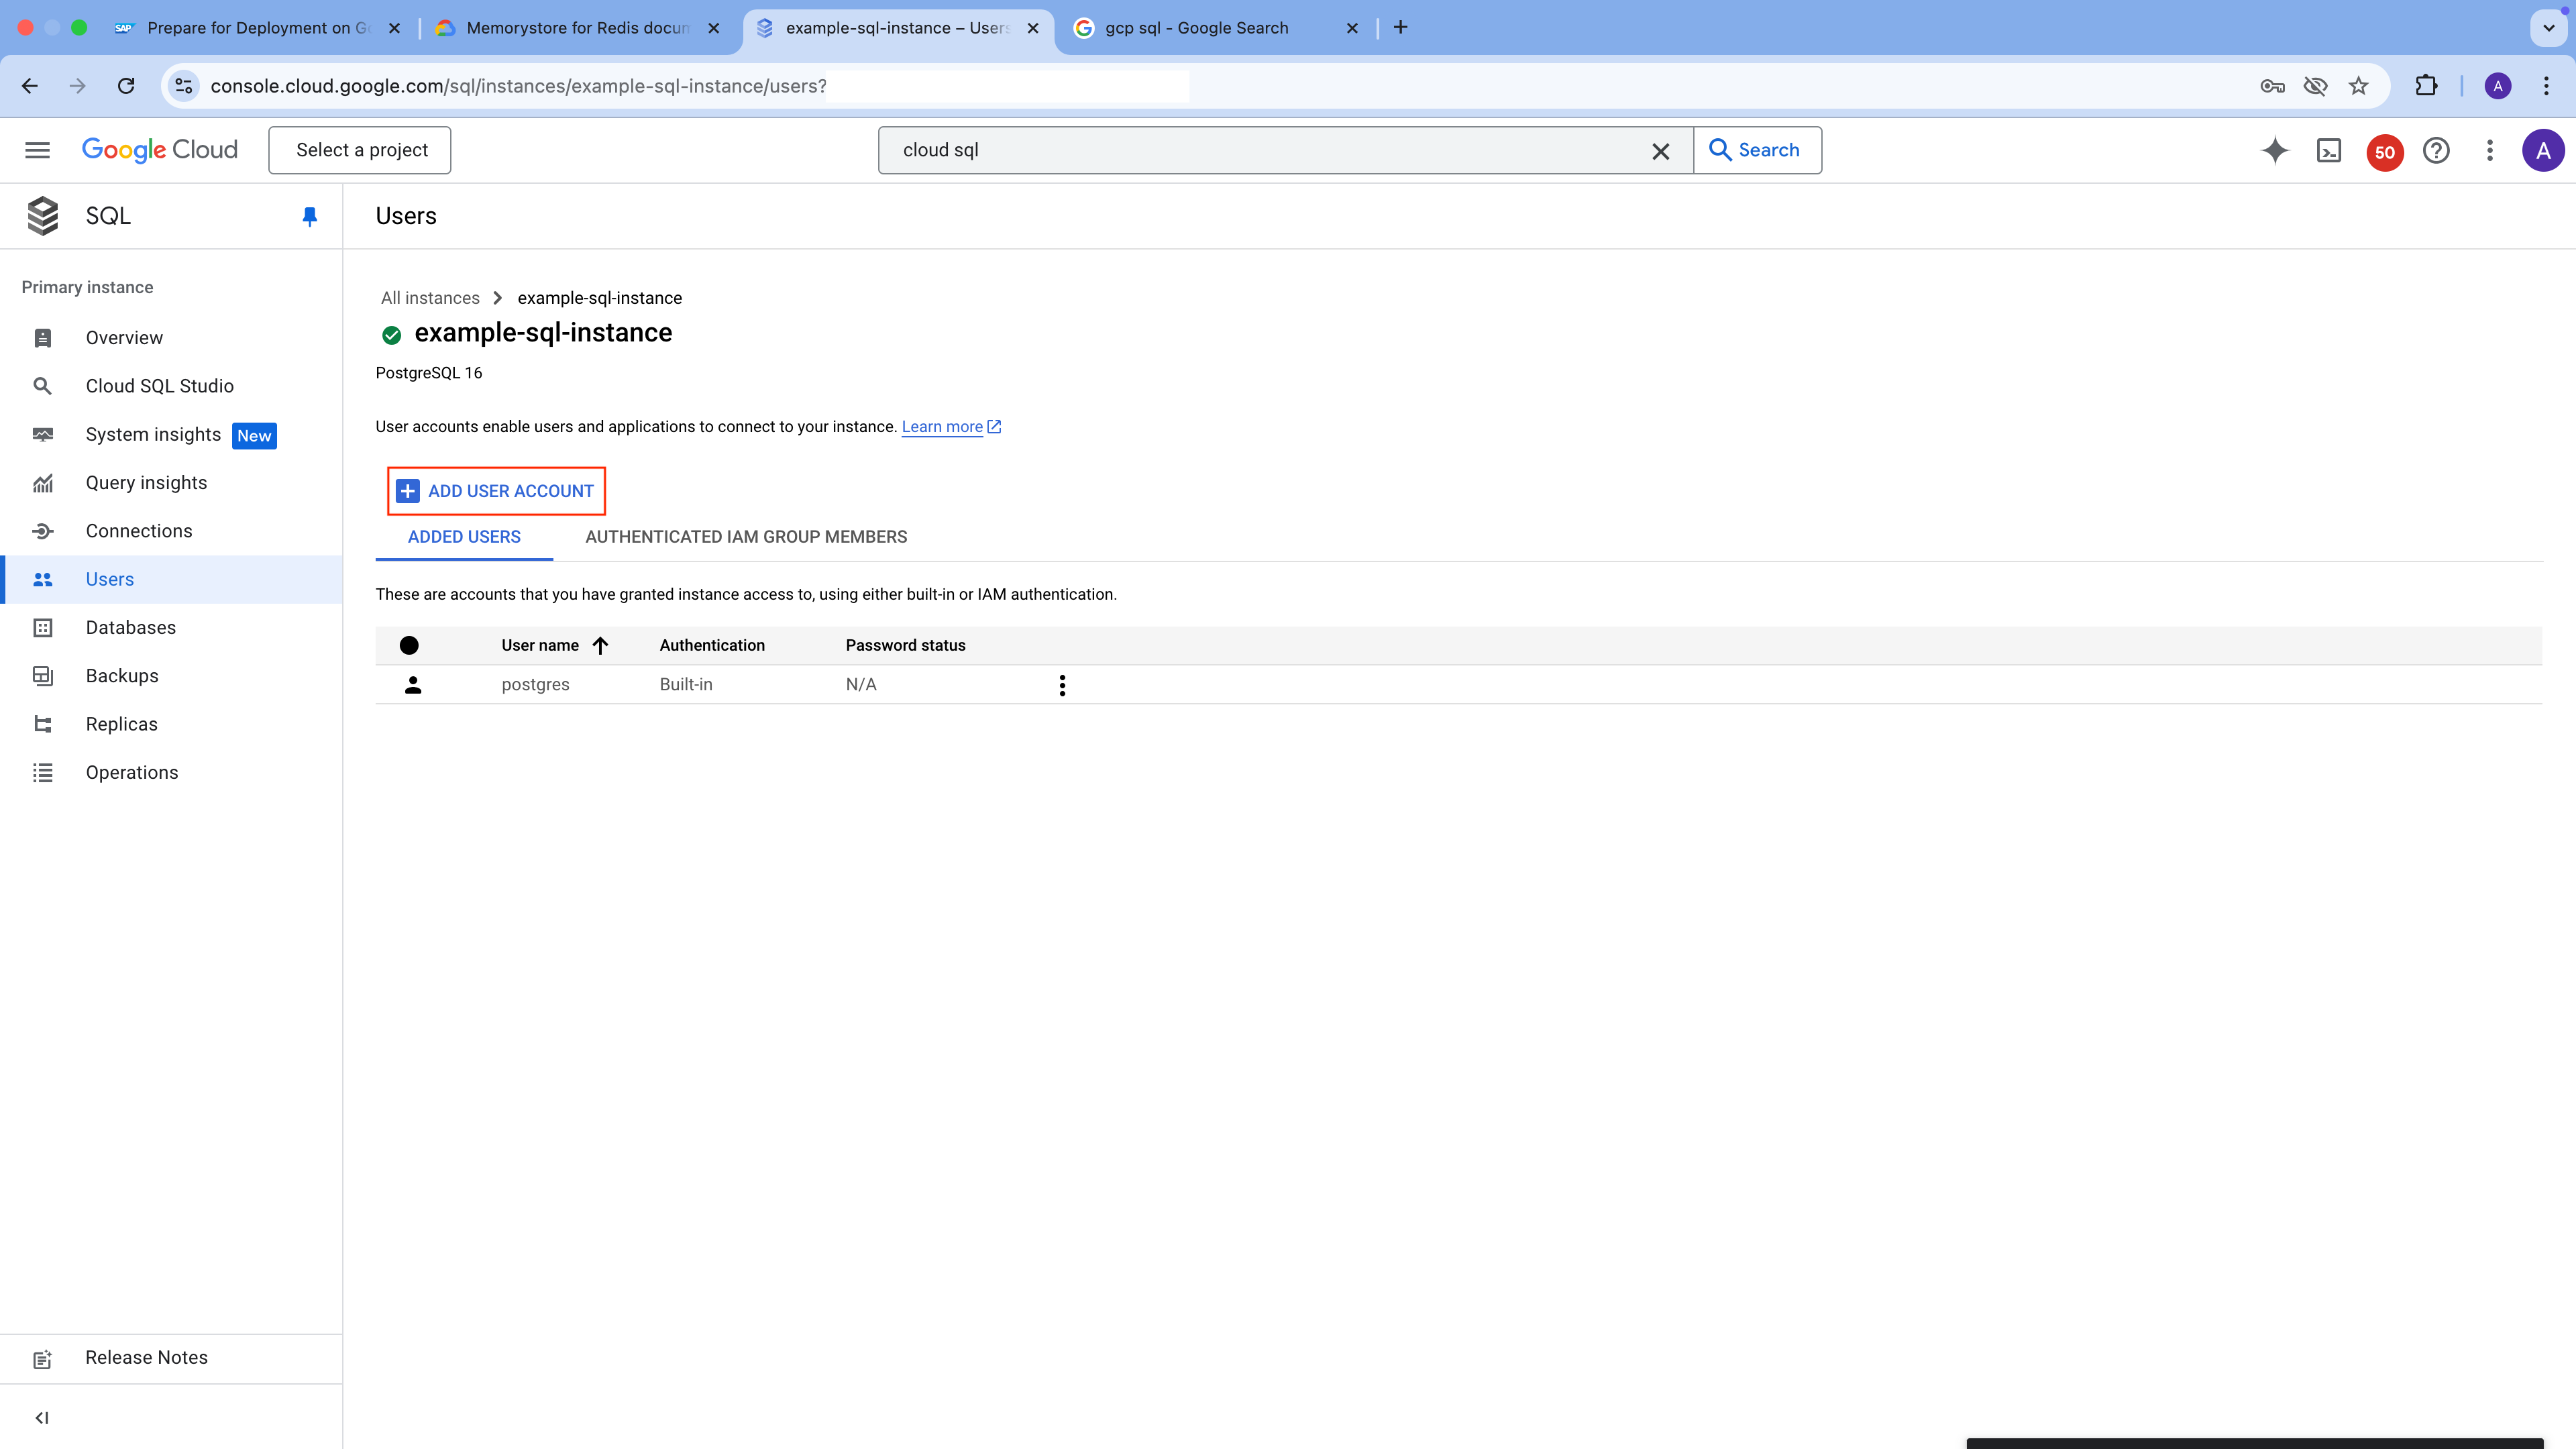 SAP Prepare for Deployment on Go
Memorystore for Redis docum
example-sql-instance – Users
gcp sql - Google Search
console.cloud.google.com/sql/instances/example-sql-instance/users?
A
Google Cloud
Select a project
cloud sql
Search
50
A
SQL
Users
Primary instance
Overview
Cloud SQL Studio
System insights New
Query insights
Connections
Users
Databases
Backups
Replicas
Operations
Release Notes
All instances example-sql-instance
example-sql-instance
PostgreSQL 16
User accounts enable users and applications to connect to your instance. Learn more
ADD USER ACCOUNT
ADDED USERS AUTHENTICATED IAM GROUP MEMBERS
These are accounts that you have granted instance access to, using either built-in or IAM authentication.
User name Authentication Password status
postgres Built-in N/A